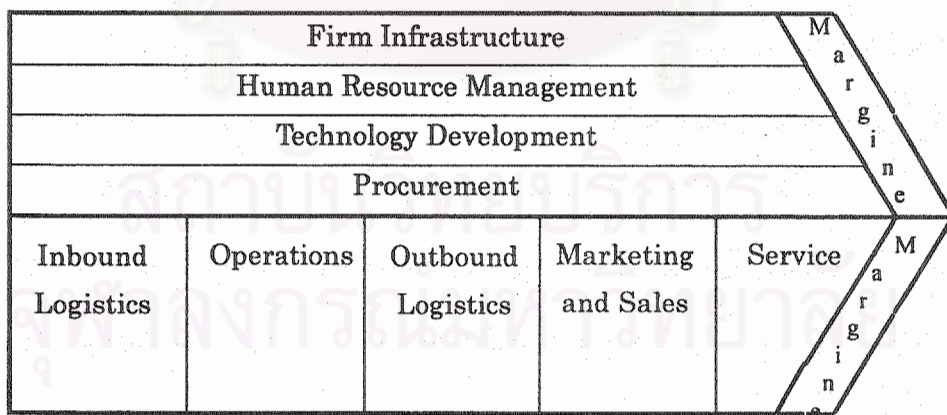 Firm Infrastructure
Human Resource Management
Technology Development
Procurement
Margine
Inbound
Logistics
Operations
Outbound
Logistics
Marketing
and Sales
Service
Margine
สถาบันวิทยบริการ
จุฬาลงกรณ์มหาวิทยาลัย